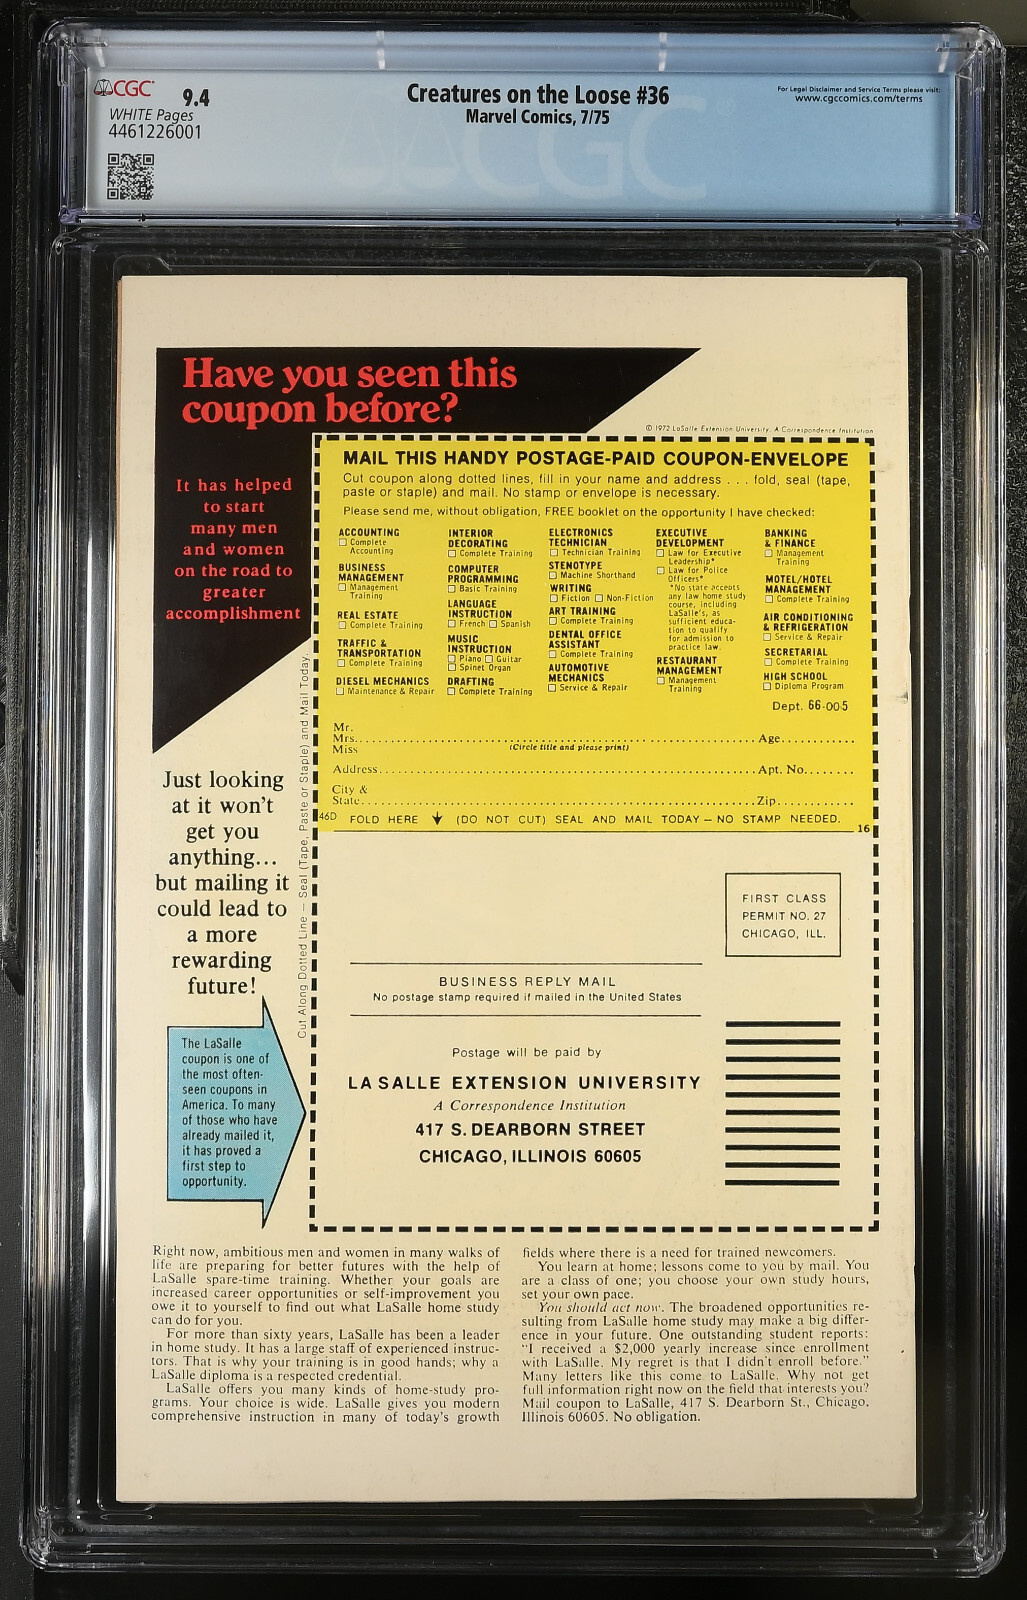 CGC
9.4
WHITE Pages
4461226001
Creatures on the Loose #36
Marvel Comics, 7/75
For Legal Disclaimer and Service Terms please visit:
www.cgccomics.com/terms
CGC
Have you seen this
coupon before?
© 1972 LaSalle Extension University, A Correspondence Institution
It has helped
to start
many men
and women
on the road to
greater
accomplishment
MAIL THIS HANDY POSTAGE-PAID COUPON-ENVELOPE
Cut coupon along dotted lines, fill in your name and address . . . fold, seal (tape,
paste or staple) and mail. No stamp or envelope is necessary.
Please send me, without obligation, FREE booklet on the opportunity I have checked:
ACCOUNTING
☐ Complete
Accounting
BUSINESS
MANAGEMENT
☐ Management
Training
REAL ESTATE
☐ Complete Training
TRAFFIC &
TRANSPORTATION
☐ Complete Training
DIESEL MECHANICS
☐ Maintenance & Repair
INTERIOR
DECORATING
☐ Complete Training
COMPUTER
PROGRAMMING
☐ Basic Training
LANGUAGE
INSTRUCTION
☐ French ☐ Spanish
MUSIC
INSTRUCTION
☐ Piano ☐ Guitar
☐ Spinet Organ
DRAFTING
☐ Complete Training
ELECTRONICS
TECHNICIAN
☐ Technician Training
STENOTYPE
☐ Machine Shorthand
WRITING
☐ Fiction ☐ Non-Fiction
ART TRAINING
☐ Complete Training
DENTAL OFFICE
ASSISTANT
☐ Complete Training
AUTOMOTIVE
MECHANICS
☐ Service & Repair
EXECUTIVE
DEVELOPMENT
☐ Law for Executive
Leadership*
☐ Law for Police
Officers*
*No state accepts
any law home study
course, including
LaSalle's, as
sufficient educa-
tion to qualify
for admission to
practice law.
RESTAURANT
MANAGEMENT
☐ Management
Training
BANKING
& FINANCE
☐ Management
Training
MOTEL/HOTEL
MANAGEMENT
☐ Complete Training
AIR CONDITIONING
& REFRIGERATION
☐ Service & Repair
SECRETARIAL
☐ Complete Training
HIGH SCHOOL
☐ Diploma Program
Dept. 66-005
Mr.
Mrs. Age
Miss (Circle title and please print)
Address Apt. No.
City &
State Zip
46D FOLD HERE (DO NOT CUT) SEAL AND MAIL TODAY — NO STAMP NEEDED.
16
Cut Along Dotted Line — Seal (Tape, Paste or Staple) and Mail Today.
Just looking
at it won't
get you
anything...
but mailing it
could lead to
a more
rewarding
future!
FIRST CLASS
PERMIT NO. 27
CHICAGO, ILL.
BUSINESS REPLY MAIL
No postage stamp required if mailed in the United States
Postage will be paid by
LA SALLE EXTENSION UNIVERSITY
A Correspondence Institution
417 S. DEARBORN STREET
CHICAGO, ILLINOIS 60605
The LaSalle
coupon is one of
the most often-
seen coupons in
America. To many
of those who have
already mailed it,
it has proved a
first step to
opportunity.
Right now, ambitious men and women in many walks of
life are preparing for better futures with the help of
LaSalle spare-time training. Whether your goals are
increased career opportunities or self-improvement you
owe it to yourself to find out what LaSalle home study
can do for you.
For more than sixty years, LaSalle has been a leader
in home study. It has a large staff of experienced instruc-
tors. That is why your training is in good hands; why a
LaSalle diploma is a respected credential.
LaSalle offers you many kinds of home-study pro-
grams. Your choice is wide. LaSalle gives you modern
comprehensive instruction in many of today's growth
fields where there is a need for trained newcomers.
You learn at home; lessons come to you by mail. You
are a class of one; you choose your own study hours,
set your own pace.
You should act now. The broadened opportunities re-
sulting from LaSalle home study may make a big differ-
ence in your future. One outstanding student reports:
"I received a $2,000 yearly increase since enrollment
with LaSalle. My regret is that I didn't enroll before."
Many letters like this come to LaSalle. Why not get
full information right now on the field that interests you?
Mail coupon to LaSalle, 417 S. Dearborn St., Chicago,
Illinois 60605. No obligation.